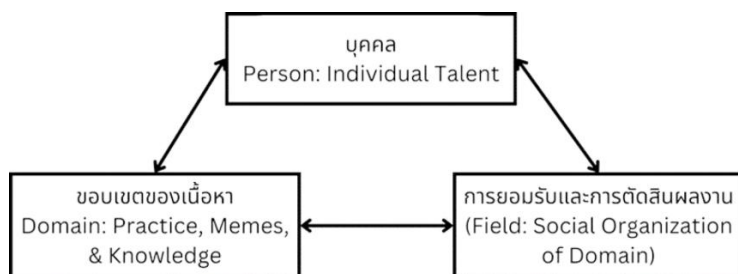 บุคคล
Person: Individual Talent
ขอบเขตของเนื้อหา
Domain: Practice, Memes,
& Knowledge
การยอมรับและการตัดสินผลงาน
(Field: Social Organization
of Domain)